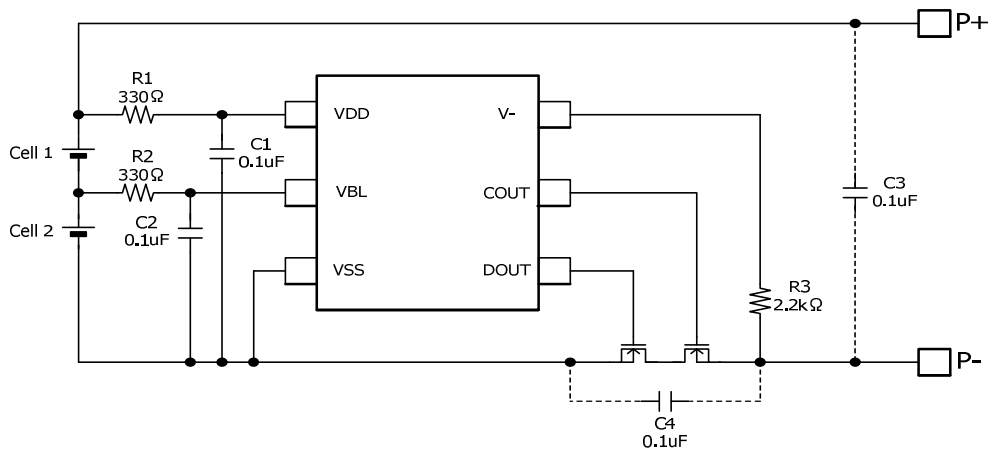 P+
R1
330Ω
VDD
V-
C1
0.1uF
Cell 1
R2
330Ω
VBL
COUT
C3
0.1uF
C2
0.1uF
Cell 2
VSS
DOUT
R3
2.2kΩ
P-
C4
0.1uF